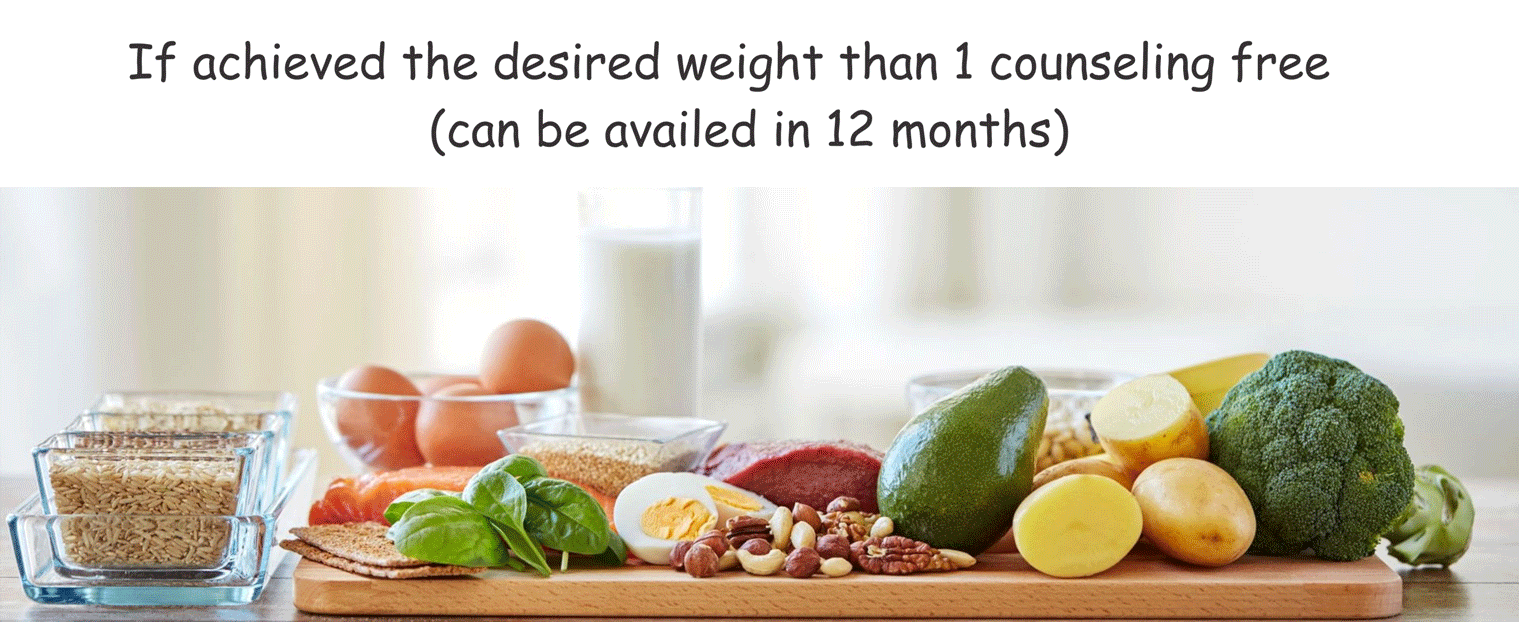 If achieved the desired weight than 1 counseling free
(can be availed in 12 months)